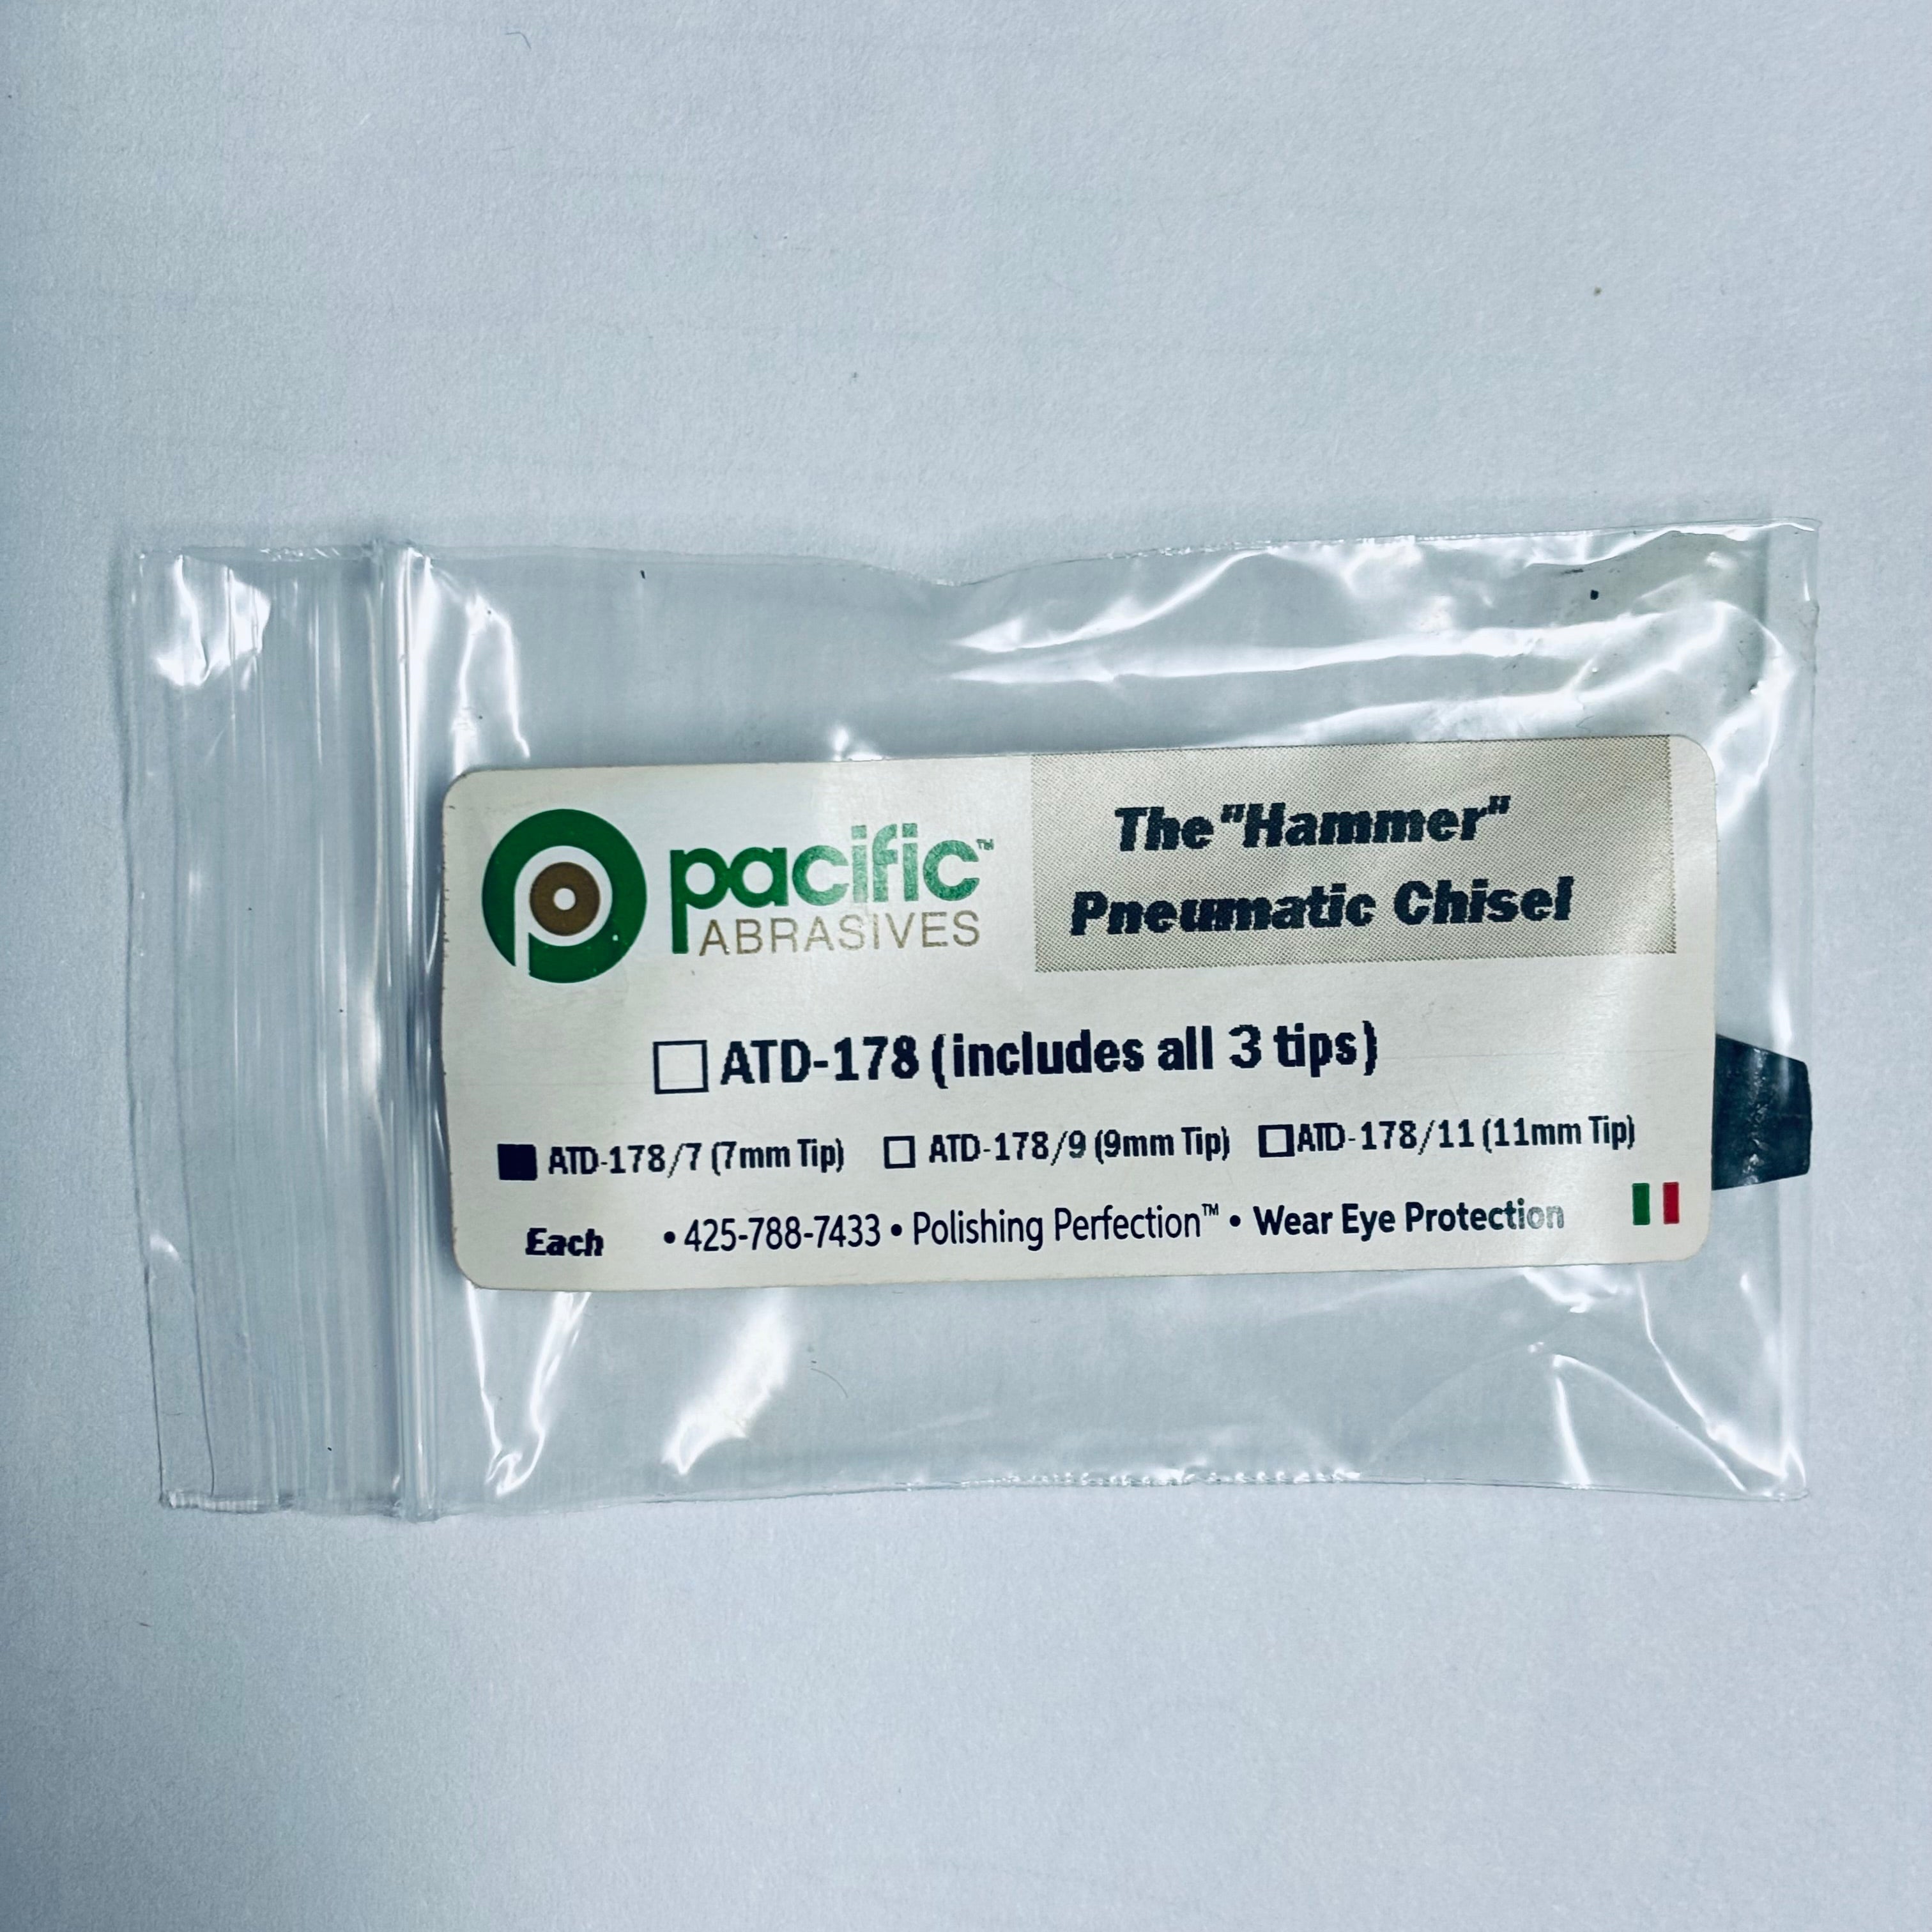 pacific™
ABRASIVES
The "Hammer"
Pneumatic Chisel
ATD-178 (includes all 3 tips)
ATD-178/7 (7mm Tip) ATD-178/9 (9mm Tip) ATD-178/11 (11mm Tip)
Each • 425-788-7433 • Polishing Perfection™ • Wear Eye Protection